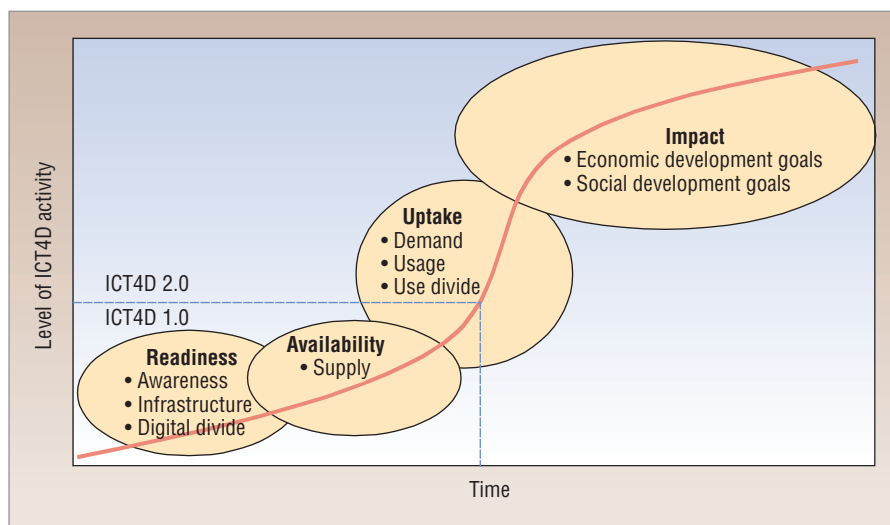 Impact
• Economic development goals
• Social development goals
Uptake
• Demand
• Usage
• Use divide
Level of ICT4D activity
ICT4D 2.0
ICT4D 1.0
Readiness
• Awareness
• Infrastructure
• Digital divide
Availability
• Supply
Time